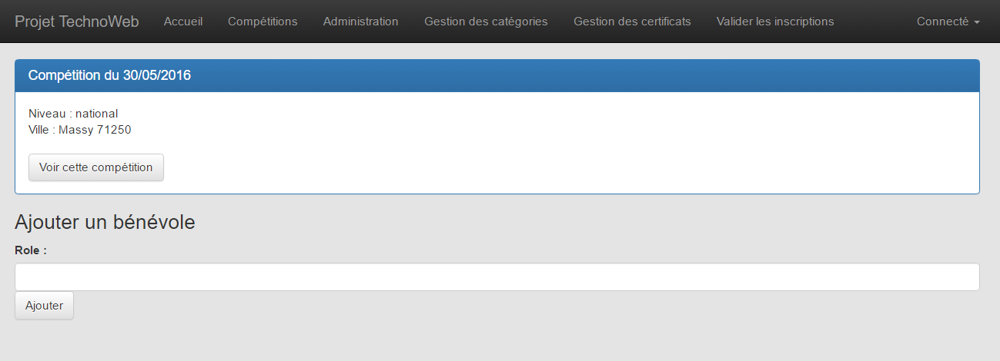 Projet TechnoWeb Accueil Compétitions Administration Gestion des catégories Gestion des certificats Valider les inscriptions Connecté
Compétition du 30/05/2016
Niveau : national
Ville : Massy 71250
Voir cette compétition
Ajouter un bénévole
Role :
Ajouter